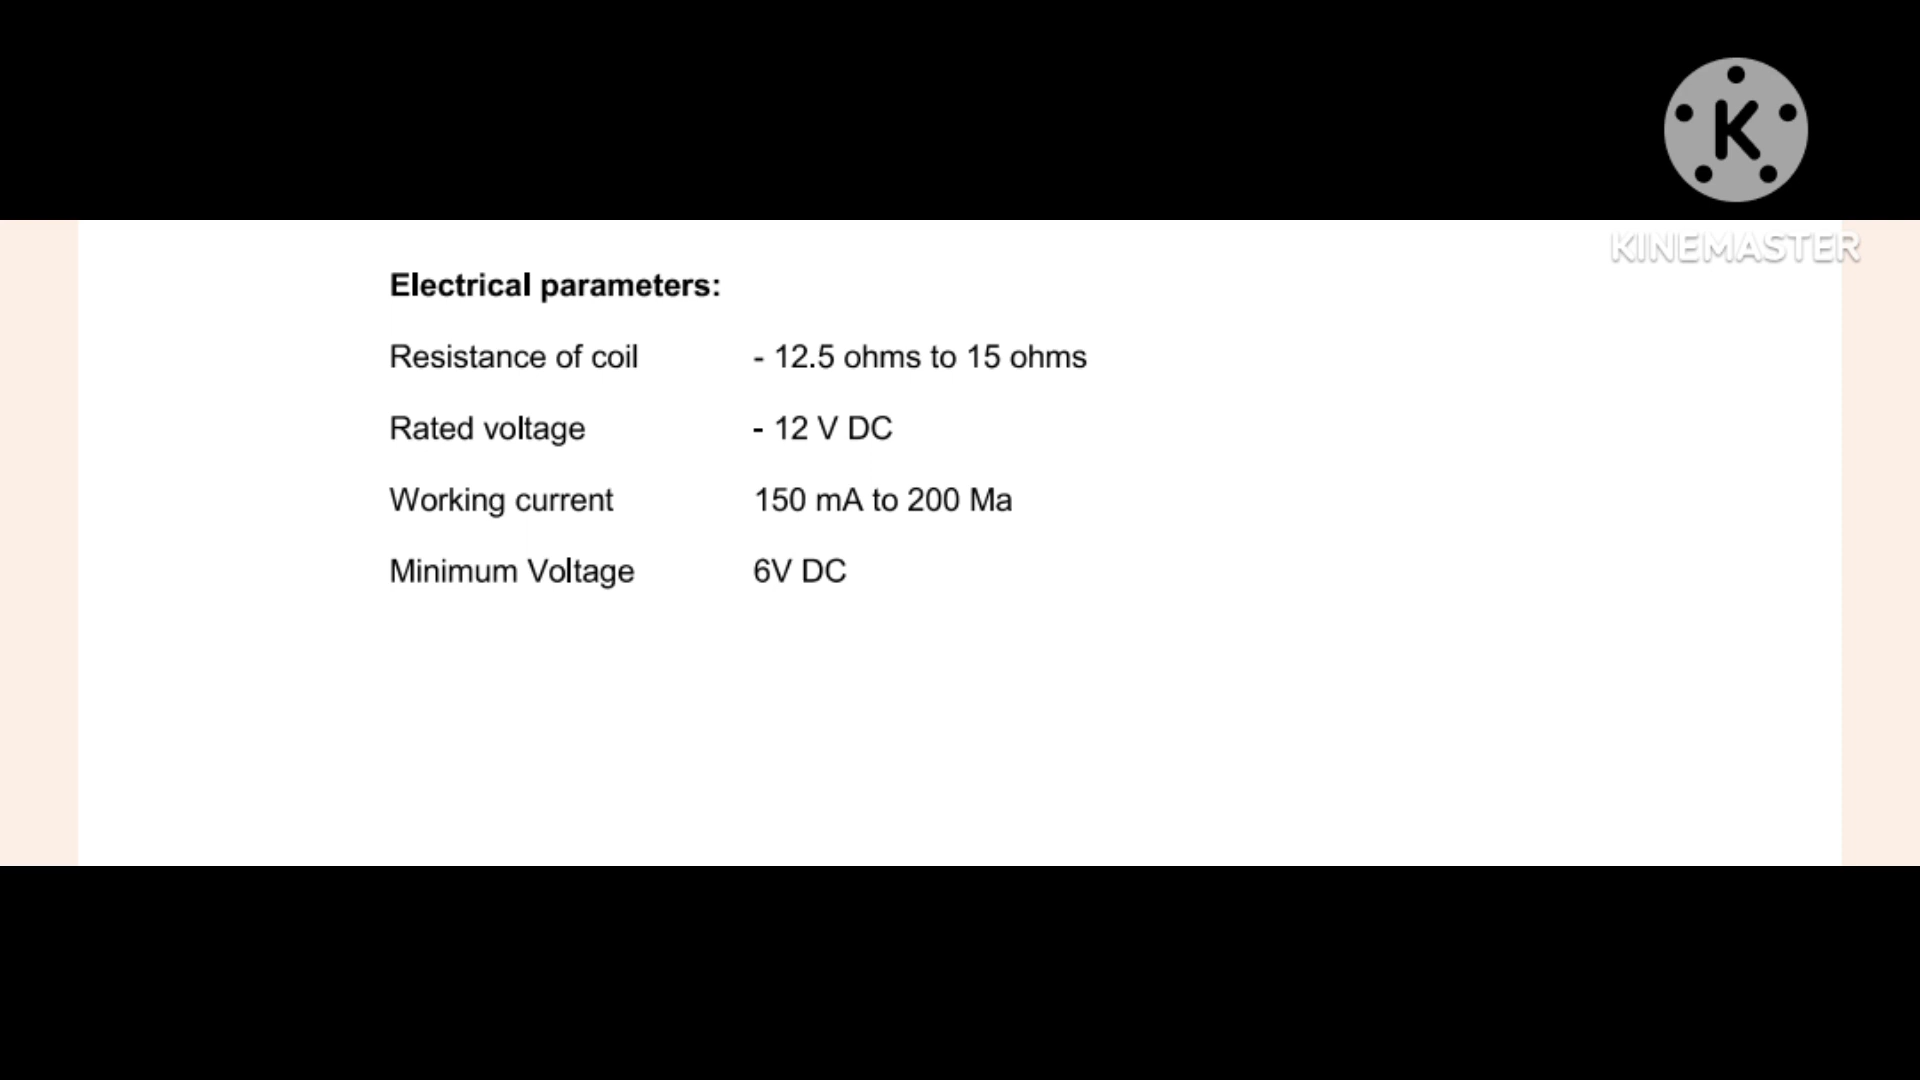 K
KINEMASTER
Electrical parameters:
Resistance of coil - 12.5 ohms to 15 ohms
Rated voltage - 12 V DC
Working current 150 mA to 200 Ma
Minimum Voltage 6V DC